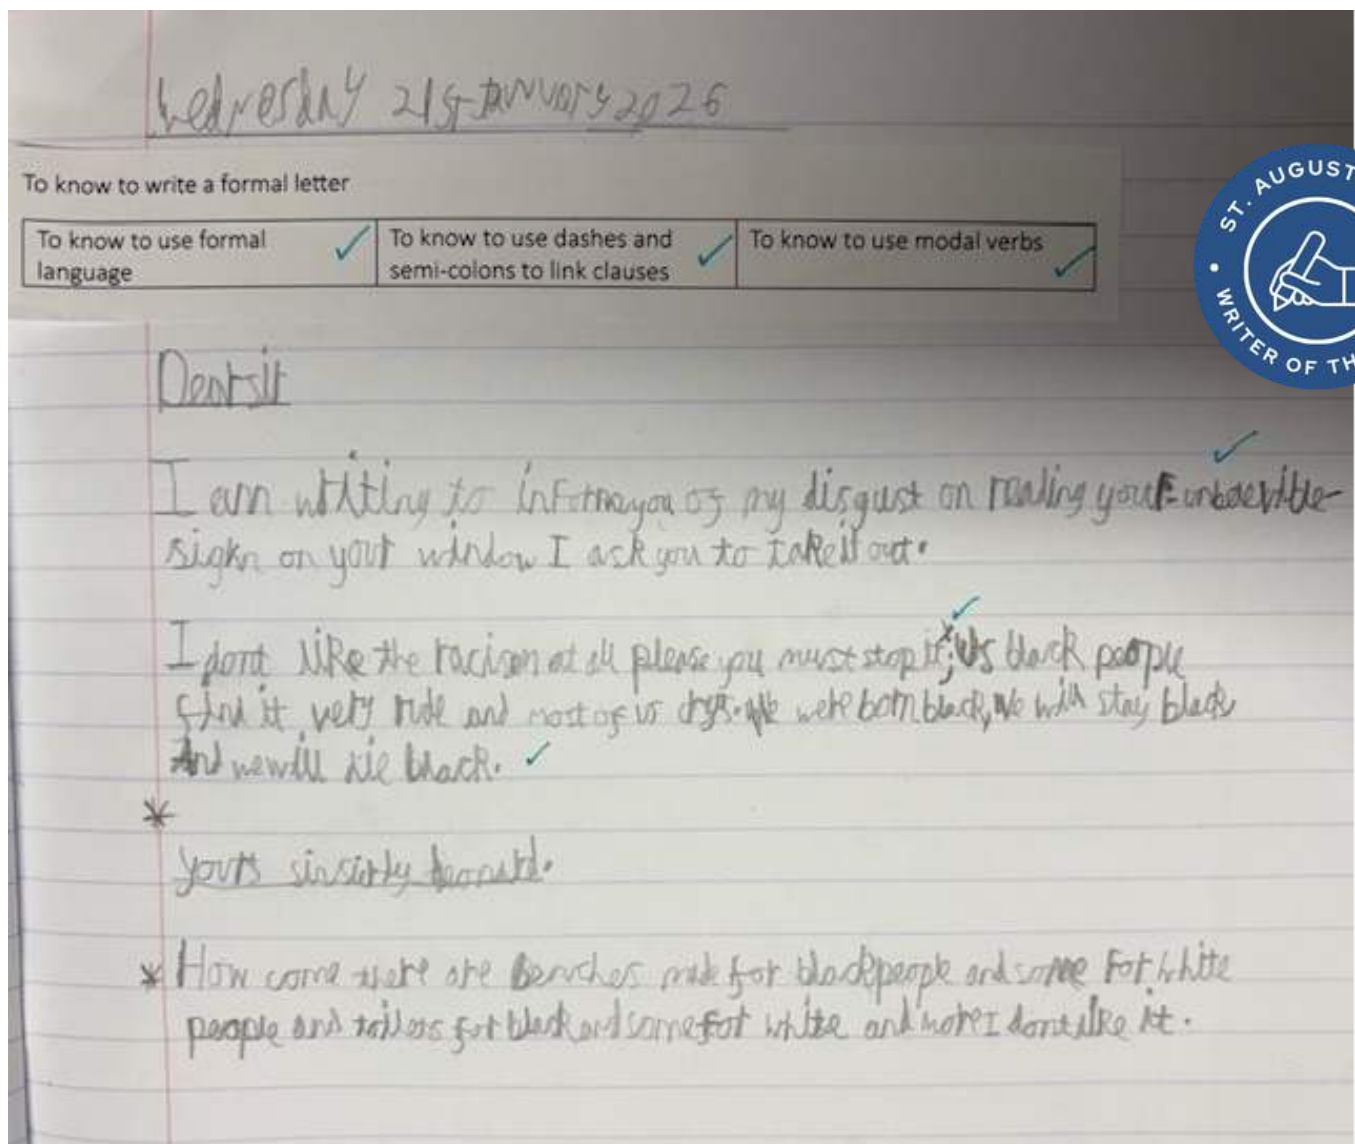 Wednesday 21st January 2026
To know to write a formal letter
To know to use formal language
To know to use dashes and semi-colons to link clauses
To know to use modal verbs
ST. AUGUST
• WRITER OF TH
Dear sir
I am writing to inform you of my disgust on reading your unbaevible
sign on your window I ask you to take it out.
I dont like the racism at all please you must stop it; Us black people
find it very rude and most of us crys. We were born black, we will stay black
And we will die black.
*
yours sinsirly
* How come there are benches made for black people and some for white
people and toilers for black and some for white and more I dont like it.